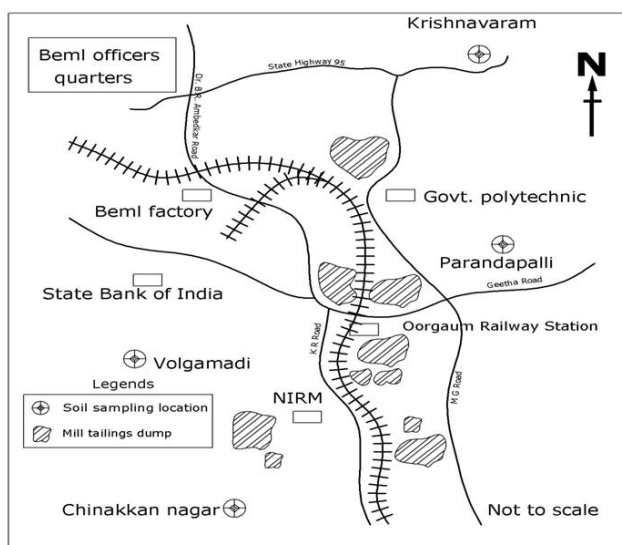 Krishnavaram
Beml officers
quarters
State Highway 95
N
Dr. B R. Ambedkar Road
Beml factory
Govt. polytechnic
Parandapalli
State Bank of India
Geetha Road
Oorgaum Railway Station
K R Road
Volgamadi
M G Road
Legends
Soil sampling location
Mill tailings dump
NIRM
Chinakkan nagar
Not to scale